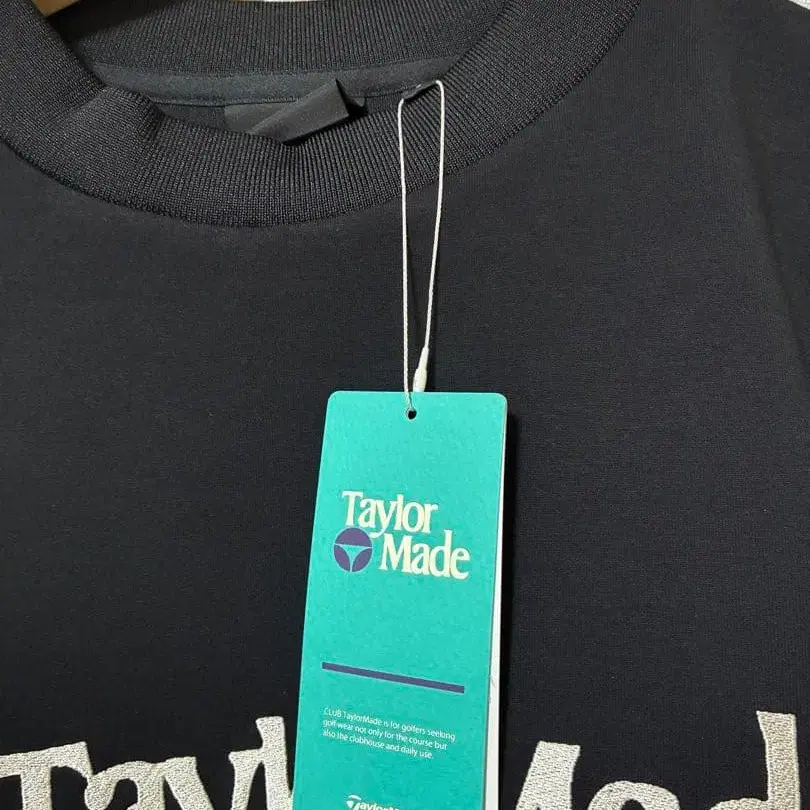 Taylor
Made
CLUB TaylorMade is for golfers seeking
golf wear not only for the course but
also the clubhouse and daily use.